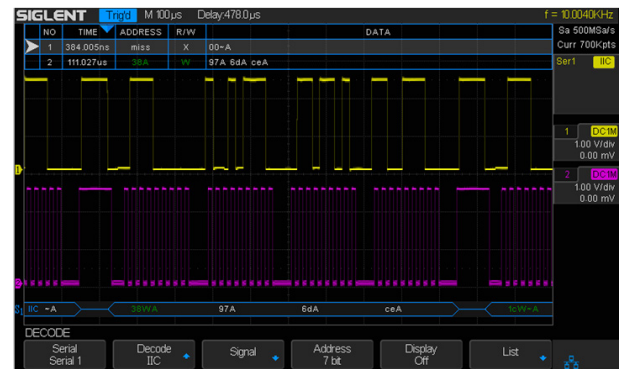 SIGLENT Trig'd M 100µs Delay:478.0µs f = 10.0040KHz
NO TIME ADDRESS R/W DATA
1 384.005ns miss X 00~A
2 111.027us 38A W 97A 6dA ceA
Sa 500MSa/s
Curr 700Kpts
Ser1 IIC
1 DC1M
1.00 V/div
0.00 mV
2 DC1M
1.00 V/div
0.00 mV
1
2
S1 IIC ~A 38WA 97A 6dA ceA 1cW~A
DECODE
Serial
Serial 1
Decode
IIC
Signal
Address
7 bit
Display
Off
List